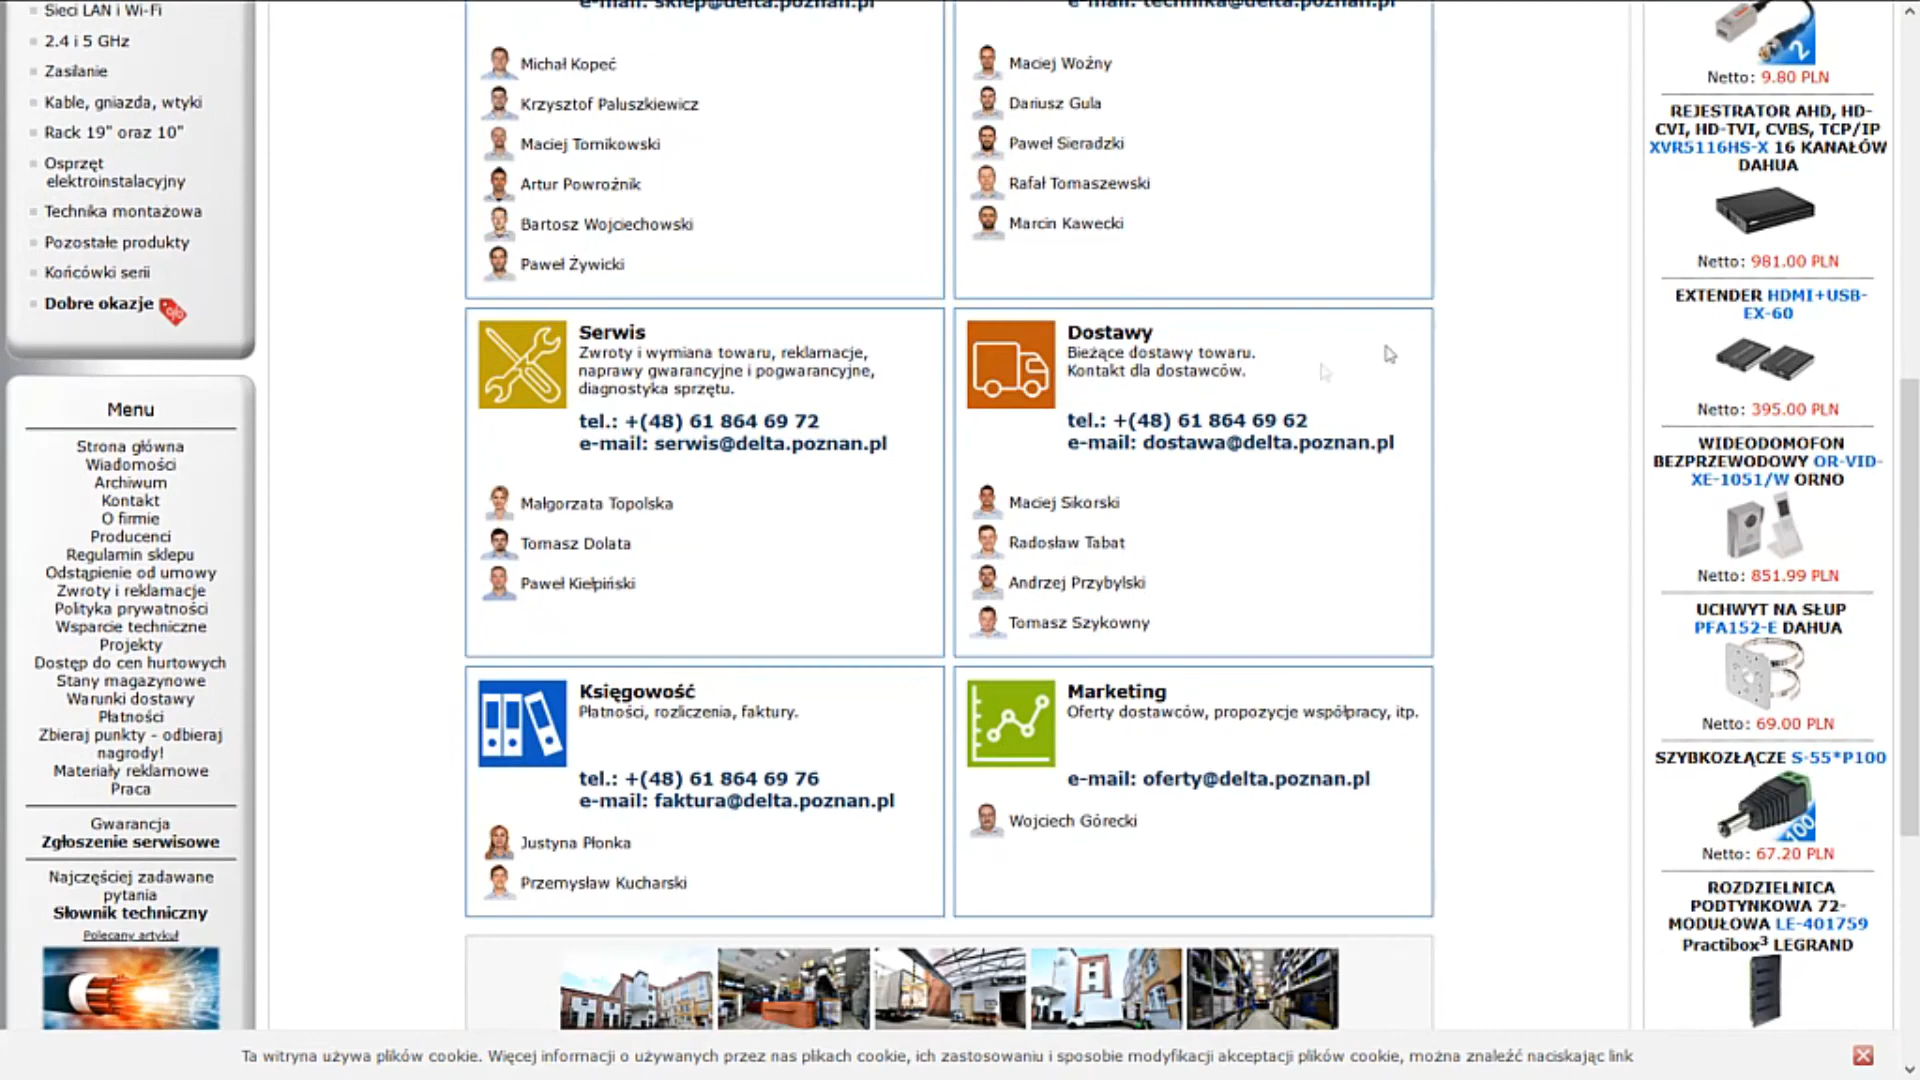 Sieci LAN i Wi-Fi
2.4 i 5 GHz
Zasilanie
Kable, gniazda, wtyki
Rack 19" oraz 10"
Osprzęt
elektroinstalacyjny
Technika montażowa
Pozostałe produkty
Końcówki serii
Dobre okazje
Menu
Strona główna
Wiadomości
Archiwum
Kontakt
O firmie
Producenci
Regulamin sklepu
Odstąpienie od umowy
Zwroty i reklamacje
Polityka prywatności
Wsparcie techniczne
Projekty
Dostęp do cen hurtowych
Stany magazynowe
Warunki dostawy
Płatności
Zbieraj punkty - odbieraj
nagrody!
Materiały reklamowe
Praca
Gwarancja
Zgłoszenie serwisowe
Najczęściej zadawane
pytania
Słownik techniczny
Polecany artykuł
e-mail: sklep@delta.poznan.pl
Michał Kopeć
Krzysztof Paluszkiewicz
Maciej Tomikowski
Artur Powroźnik
Bartosz Wojciechowski
Paweł Żywicki
e-mail: technika@delta.poznan.pl
Maciej Woźny
Dariusz Gula
Paweł Sieradzki
Rafał Tomaszewski
Marcin Kawecki
Serwis
Zwroty i wymiana towaru, reklamacje,
naprawy gwarancyjne i pogwarancyjne,
diagnostyka sprzętu.
tel.: +(48) 61 864 69 72
e-mail: serwis@delta.poznan.pl
Małgorzata Topolska
Tomasz Dolata
Paweł Kiełpiński
Dostawy
Bieżące dostawy towaru.
Kontakt dla dostawców.
tel.: +(48) 61 864 69 62
e-mail: dostawa@delta.poznan.pl
Maciej Sikorski
Radosław Tabat
Andrzej Przybylski
Tomasz Szykowny
Księgowość
Płatności, rozliczenia, faktury.
tel.: +(48) 61 864 69 76
e-mail: faktura@delta.poznan.pl
Justyna Płonka
Przemysław Kucharski
Marketing
Oferty dostawców, propozycje współpracy, itp.
e-mail: oferty@delta.poznan.pl
Wojciech Górecki
2
Netto: 9.80 PLN
REJESTRATOR AHD, HD-
CVI, HD-TVI, CVBS, TCP/IP
XVR5116HS-X 16 KANAŁÓW
DAHUA
Netto: 981.00 PLN
EXTENDER HDMI+USB-
EX-60
Netto: 395.00 PLN
WIDEODOMOFON
BEZPRZEWODOWY OR-VID-
XE-1051/W ORNO
Netto: 851.99 PLN
UCHWYT NA SŁUP
PFA152-E DAHUA
Netto: 69.00 PLN
SZYBKOZŁĄCZE S-55*P100
100
Netto: 67.20 PLN
ROZDZIELNICA
PODTYNKOWA 72-
MODUŁOWA LE-401759
Practibox3 LEGRAND
Ta witryna używa plików cookie. Więcej informacji o używanych przez nas plikach cookie, ich zastosowaniu i sposobie modyfikacji akceptacji plików cookie, można znaleźć naciskając link